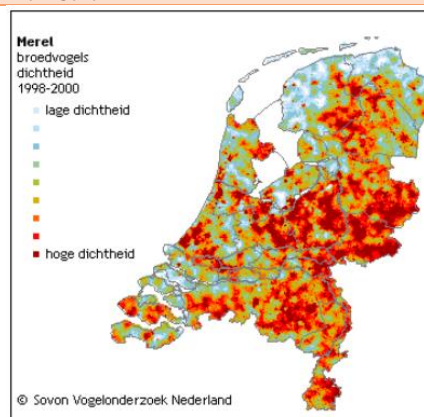 Merel
broedvogels
dichtheid
1998-2000
lage dichtheid
hoge dichtheid
© Sovon Vogelonderzoek Nederland